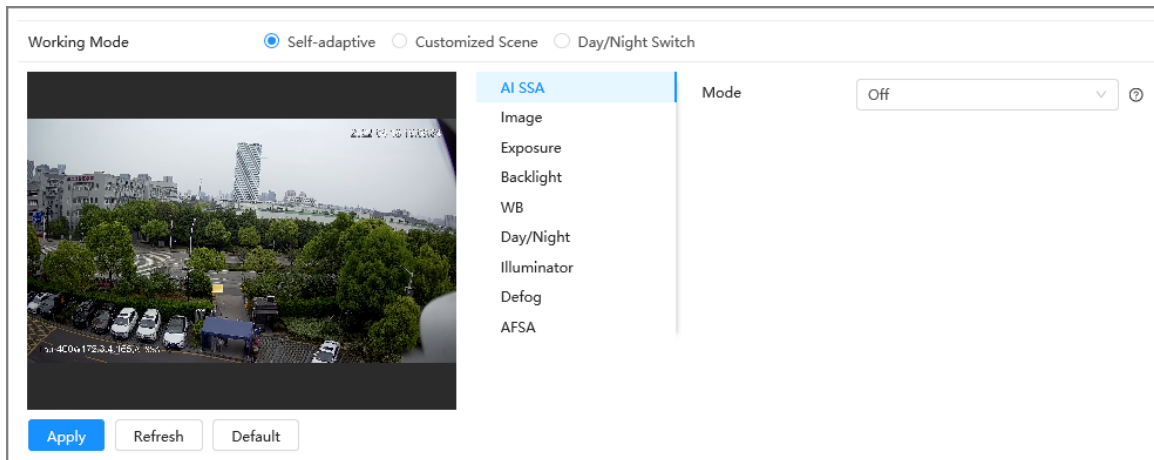 Working Mode Self-adaptive Customized Scene Day/Night Switch
AI SSA
Mode Off
Image
Exposure
Backlight
WB
Day/Night
Illuminator
Defog
AFSA
Apply Refresh Default